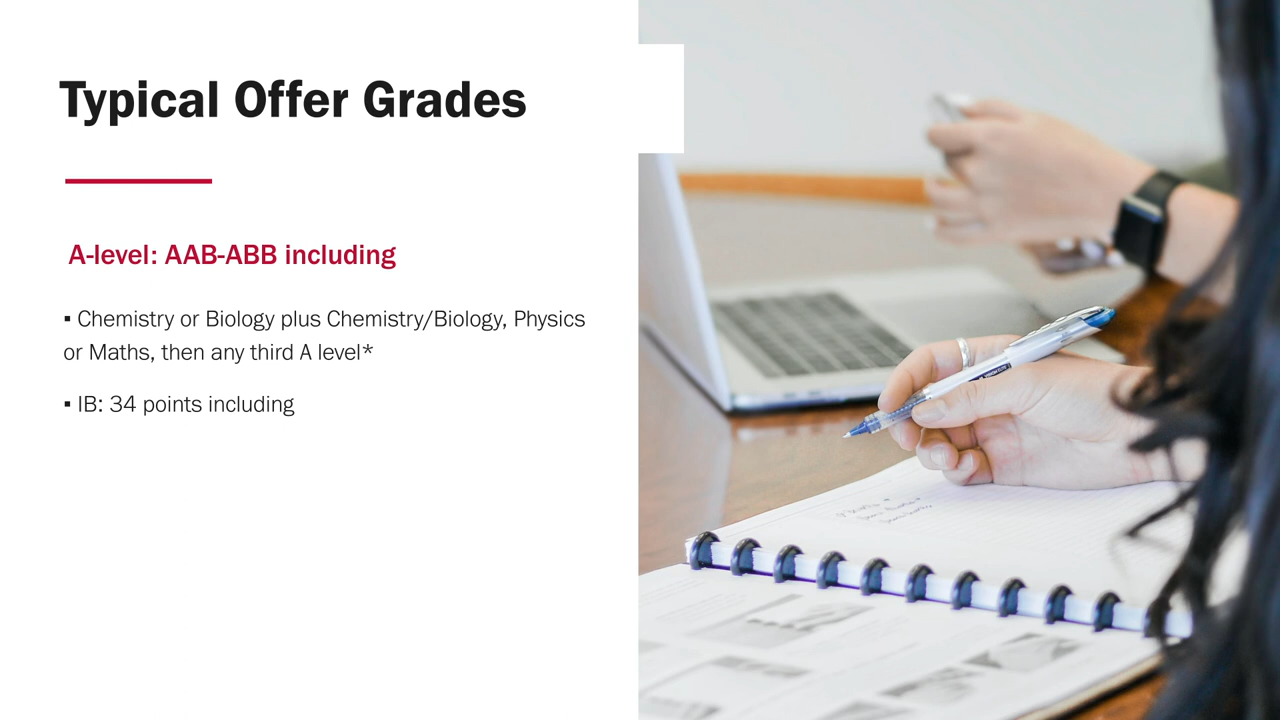 Typical Offer Grades
A-level: AAB-ABB including
▪ Chemistry or Biology plus Chemistry/Biology, Physics
or Maths, then any third A level*
▪ IB: 34 points including